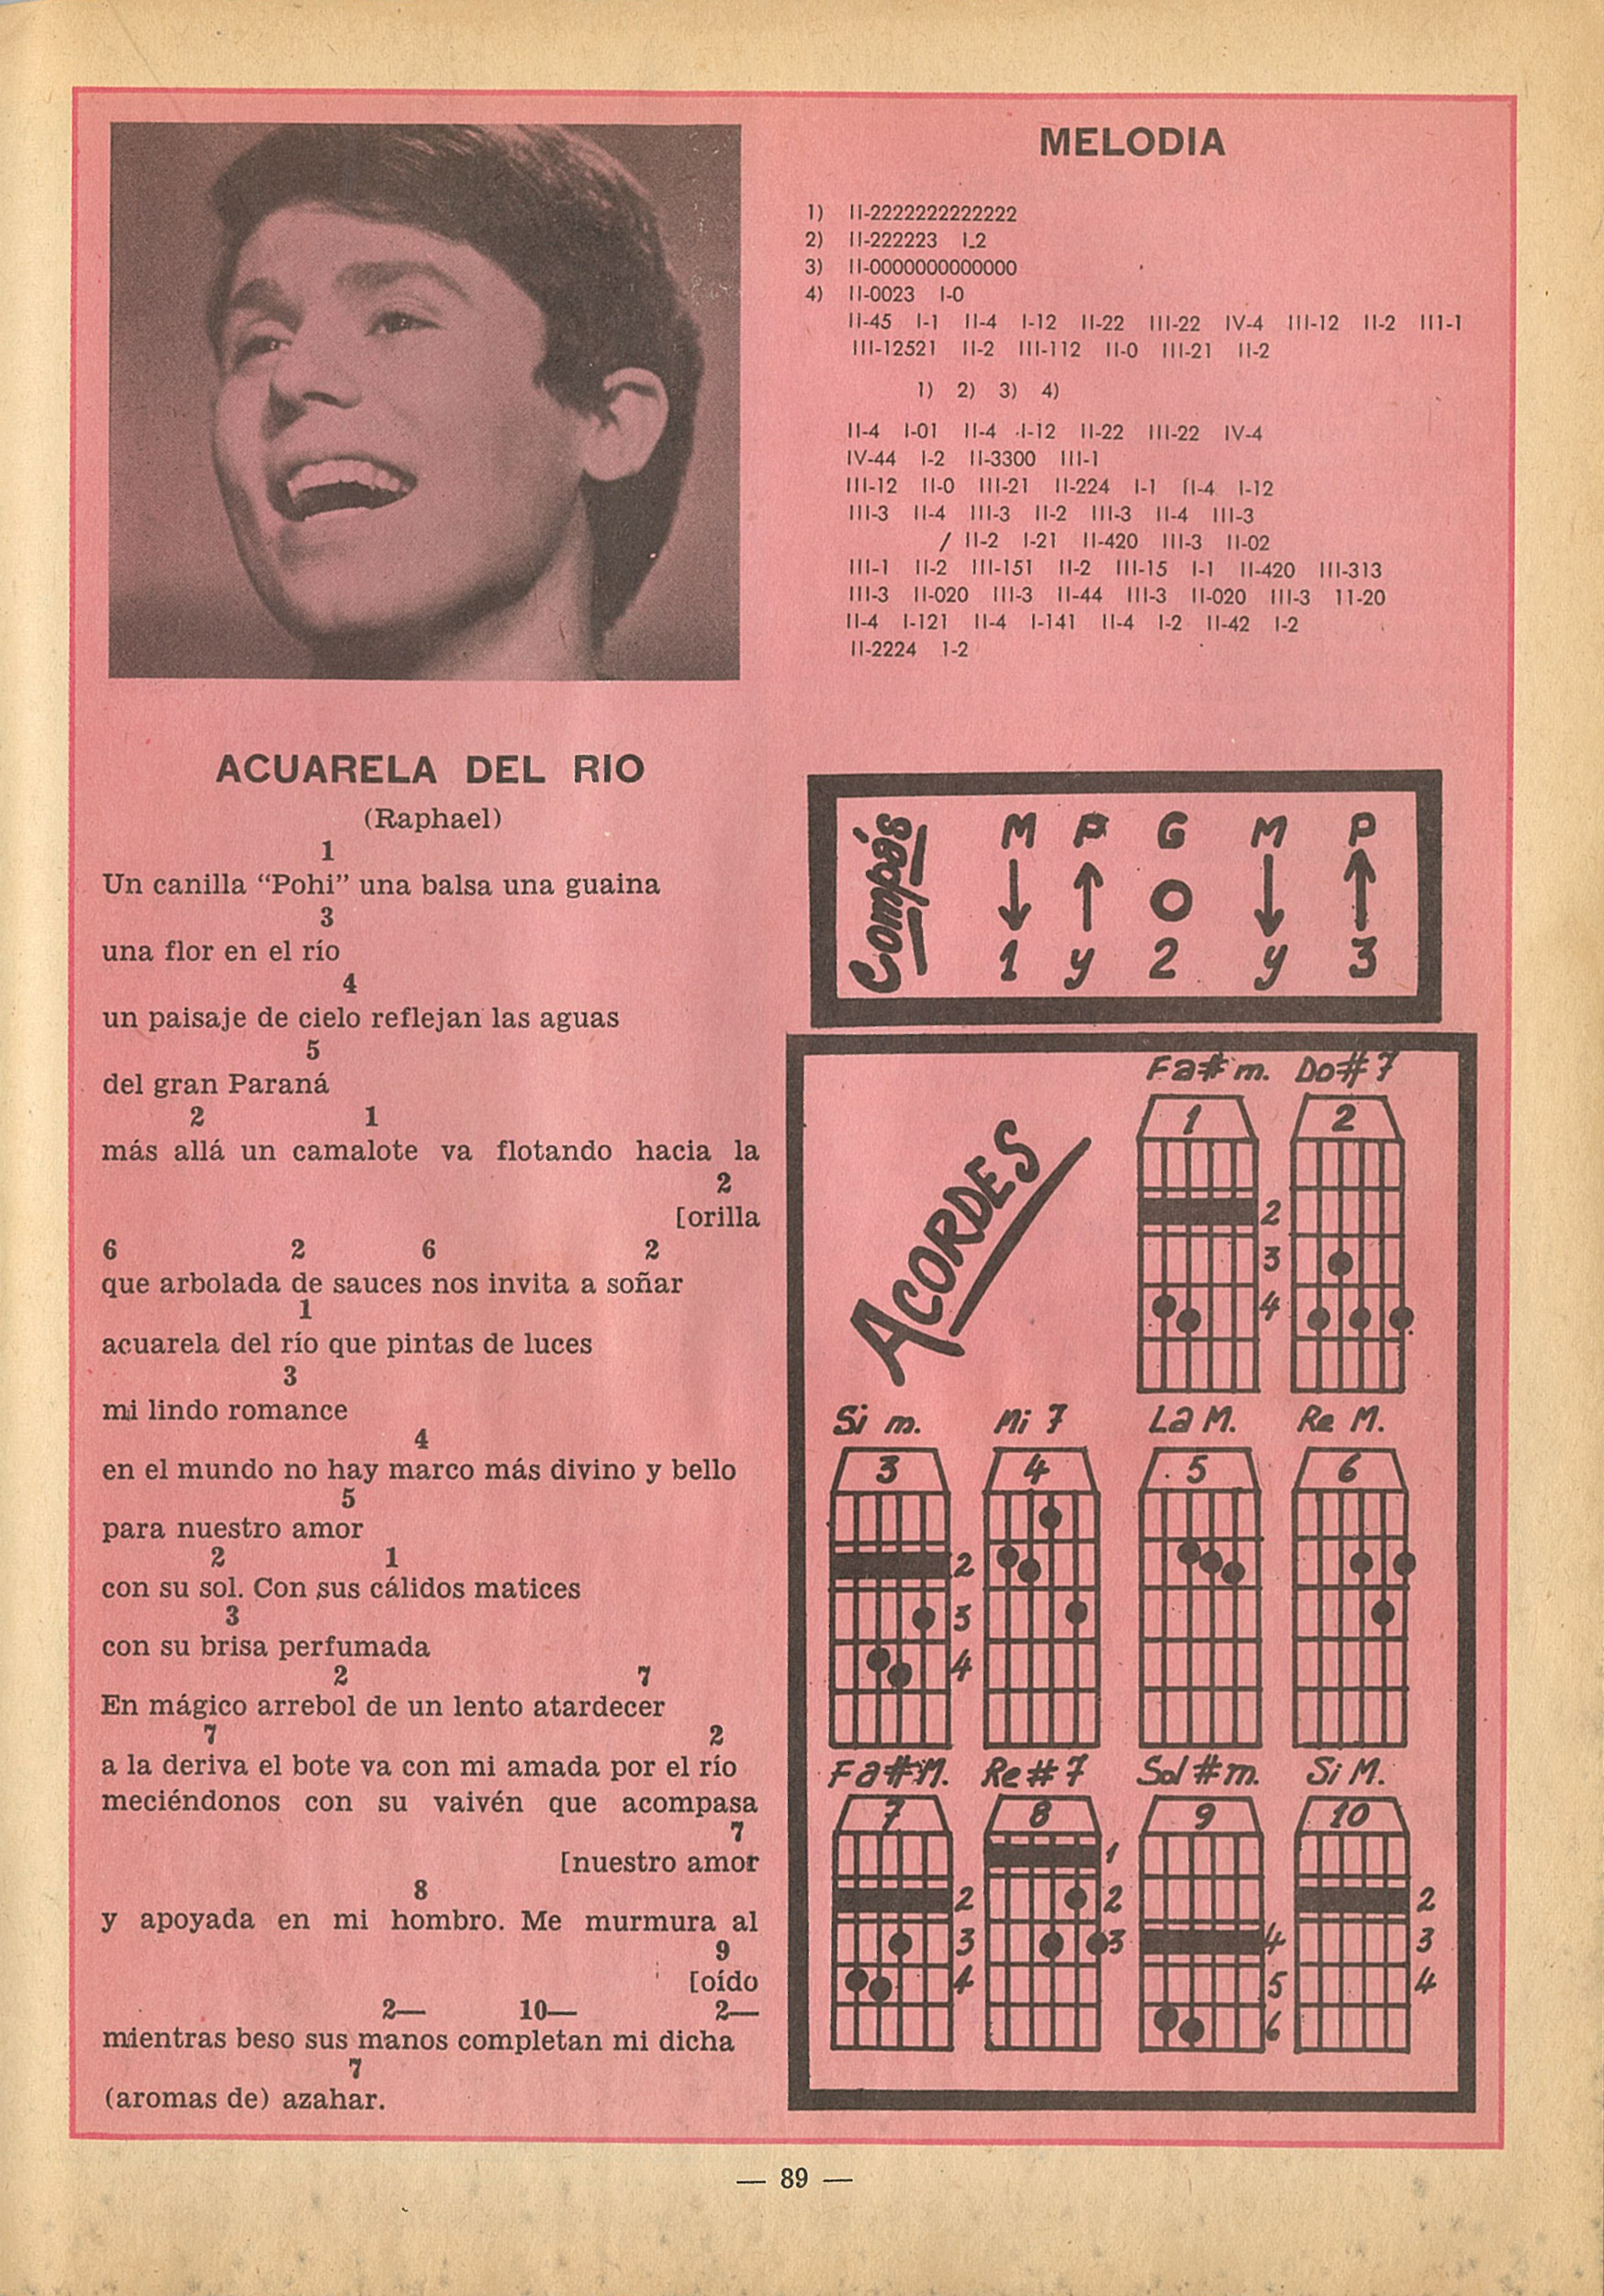 MELODIA
1) II-2222222222222
2) II-222223 I-2
3) II-0000000000000
4) II-0023 I-0
II-45 I-1 II-4 I-12 II-22 III-22 IV-4 III-12 II-2 III-1
III-12521 II-2 III-112 II-0 III-21 II-2
1) 2) 3) 4)
II-4 I-01 II-4 I-12 II-22 III-22 IV-4
IV-44 I-2 II-3300 III-1
III-12 II-0 III-21 II-224 I-1 II-4 I-12
III-3 II-4 III-3 II-2 III-3 II-4 III-3
/ II-2 I-21 II-420 III-3 II-02
III-1 II-2 III-151 II-2 III-15 I-1 II-420 III-313
III-3 II-020 III-3 II-44 III-3 II-020 III-3 11-20
II-4 I-121 II-4 I-141 II-4 I-2 II-42 I-2
II-2224 I-2
ACUARELA DEL RIO
(Raphael)
1
Un canilla “Pohi” una balsa una guaina
3
una flor en el río
4
un paisaje de cielo reflejan las aguas
5
del gran Paraná
2 1
más allá un camalote va flotando hacia la
2
[orilla
6 2 6 2
que arbolada de sauces nos invita a soñar
1
acuarela del río que pintas de luces
3
mi lindo romance
4
en el mundo no hay marco más divino y bello
5
para nuestro amor
2 1
con su sol. Con sus cálidos matices
3
con su brisa perfumada
2 7
En mágico arrebol de un lento atardecer
7 2
a la deriva el bote va con mi amada por el río
meciéndonos con su vaivén que acompasa
7
[nuestro amor
8
y apoyada en mi hombro. Me murmura al
9
[oído
2— 10— 2—
mientras beso sus manos completan mi dicha
7
(aromas de) azahar.
Compás
M P G M P
1 y 2 y 3
ACORDES
Fa# m. Do# 7
1 2
2
3
4
Si m. Mi 7 La M. Re M.
3 4 5 6
2
3
4
Fa# M. Re# 7 Sol # m. Si M.
7 8 9 10
2 1 4 2
3 2 5 3
4 3 6 4
— 89 —